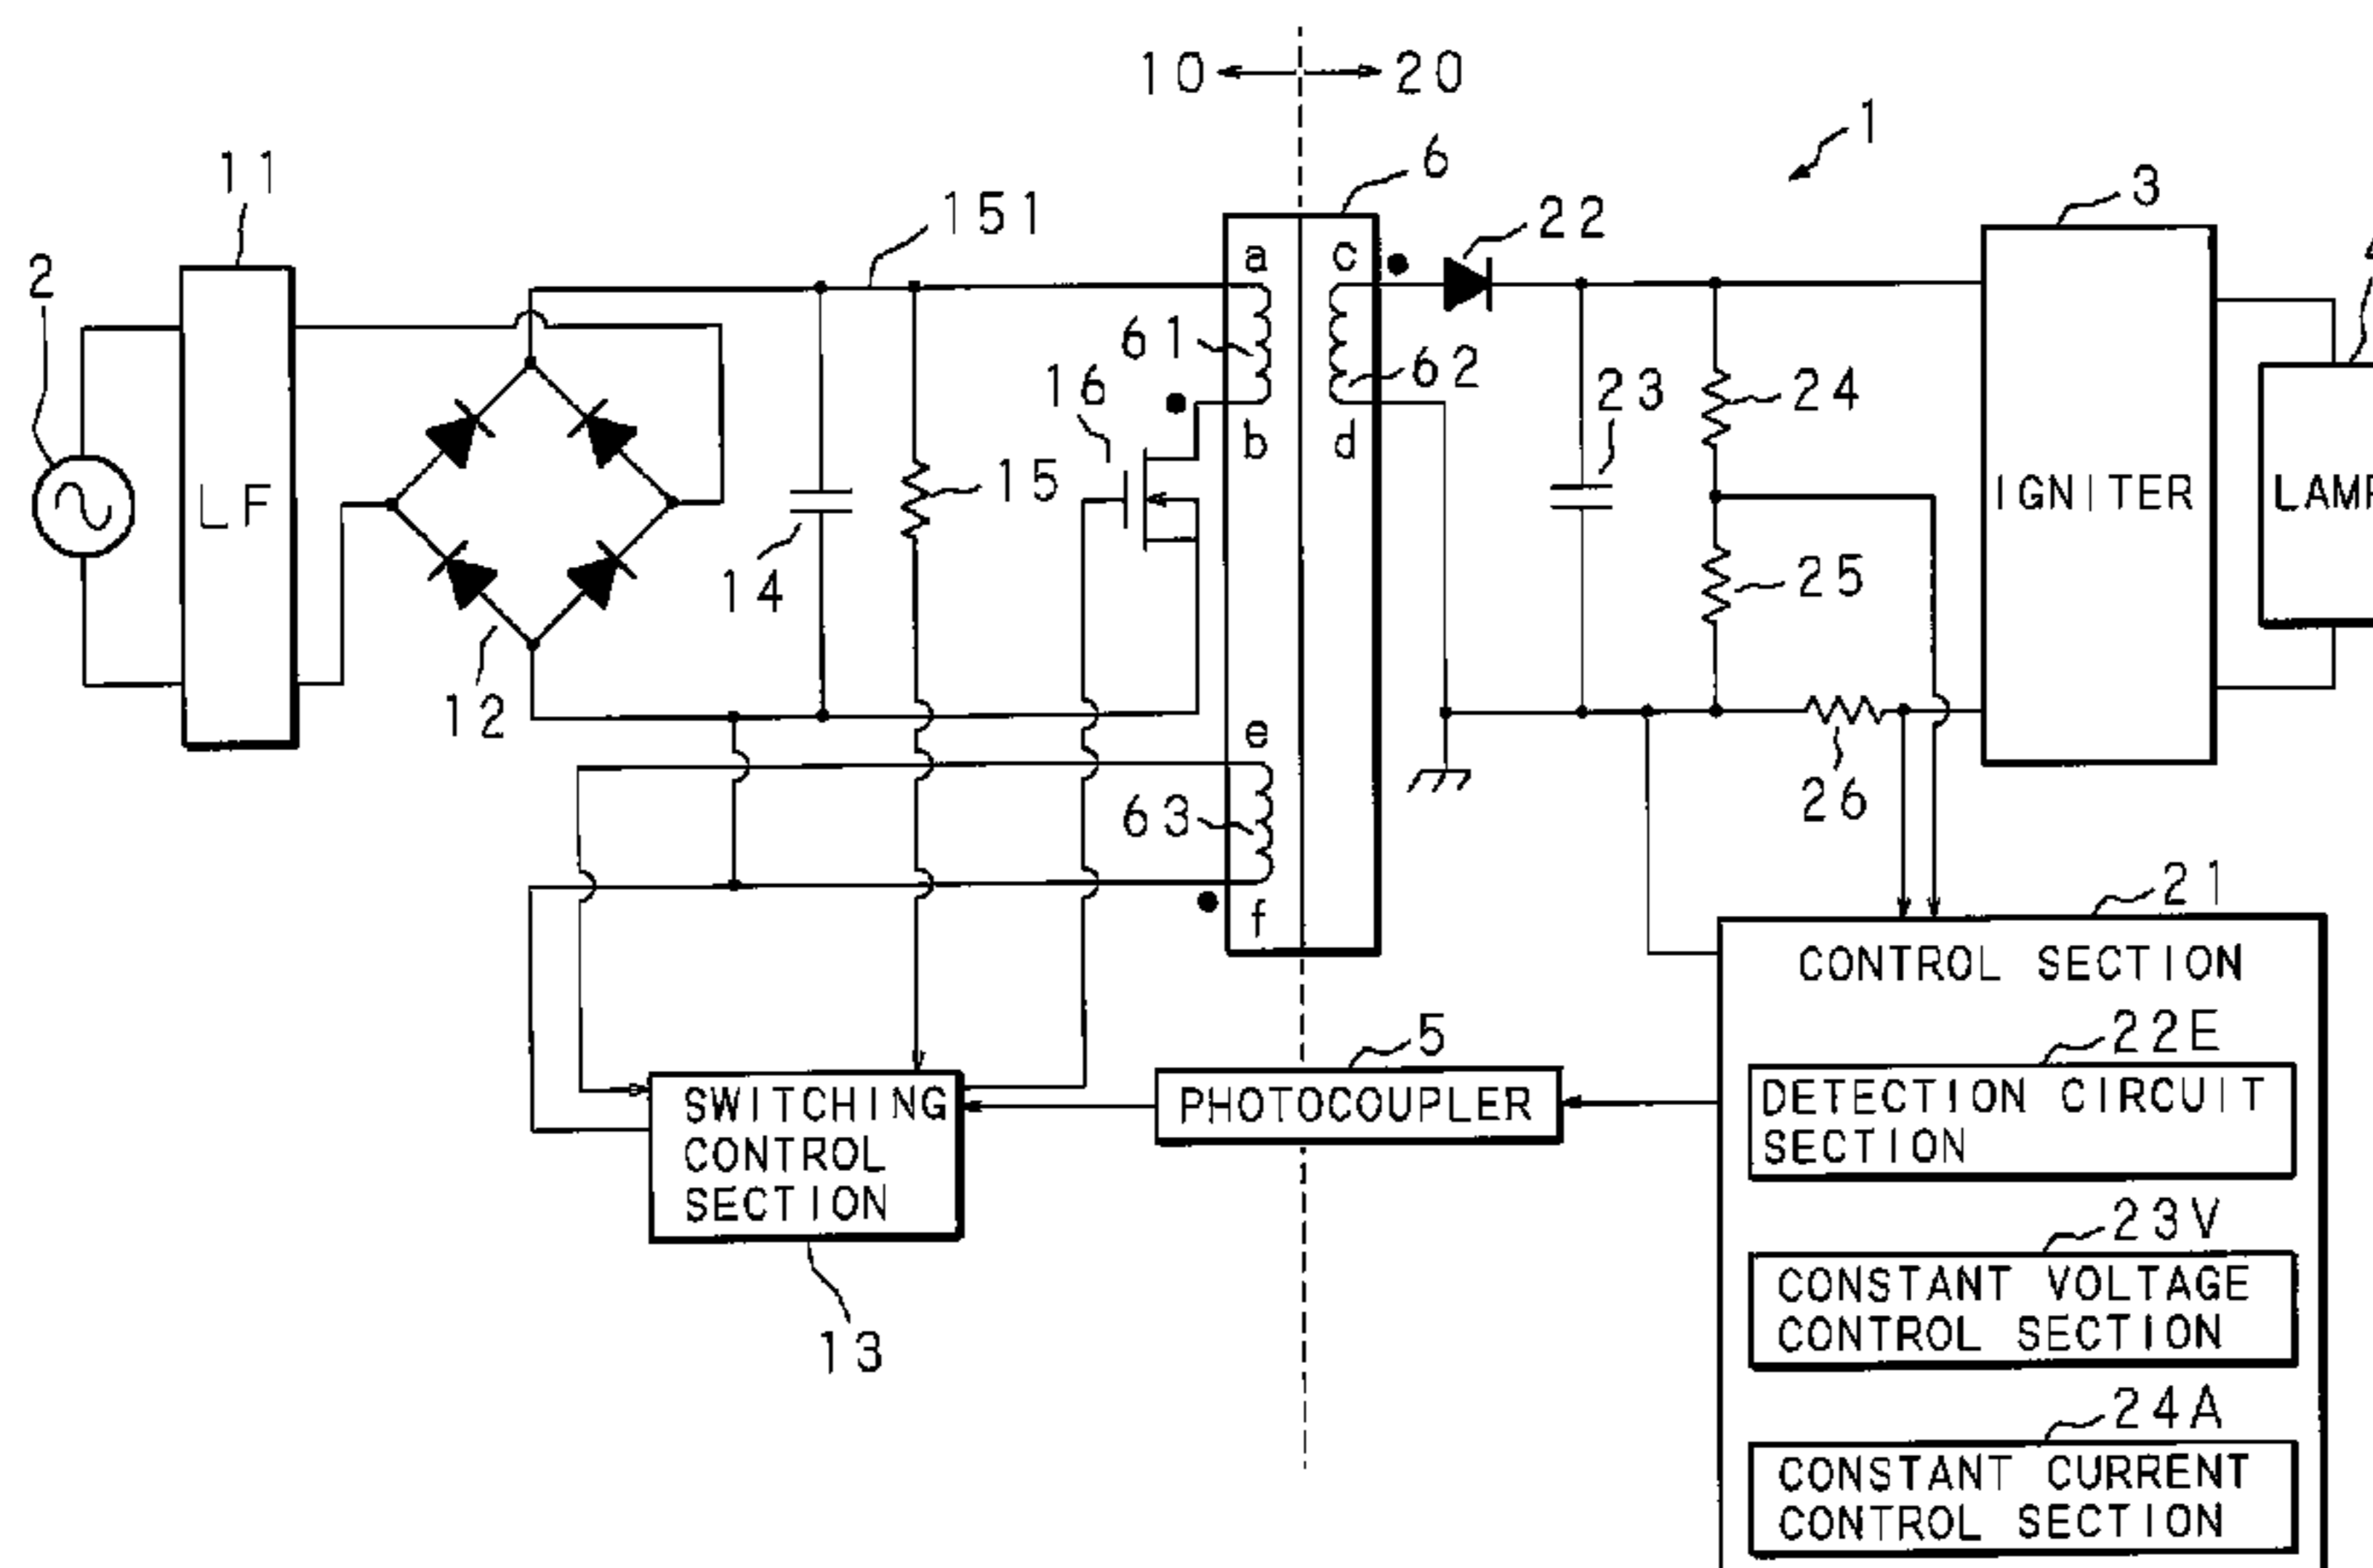 10 20
1
6
11
151
22
3
2
a c
4
61
62
16
23
24
b d
LF
15
IGNITER
LAMP
14
25
12
e
26
63
21
f
CONTROL SECTION
5
22E
PHOTOCOUPLER
SWITCHING
CONTROL
SECTION
DETECTION CIRCUIT
SECTION
23V
CONSTANT VOLTAGE
CONTROL SECTION
13
24A
CONSTANT CURRENT
CONTROL SECTION